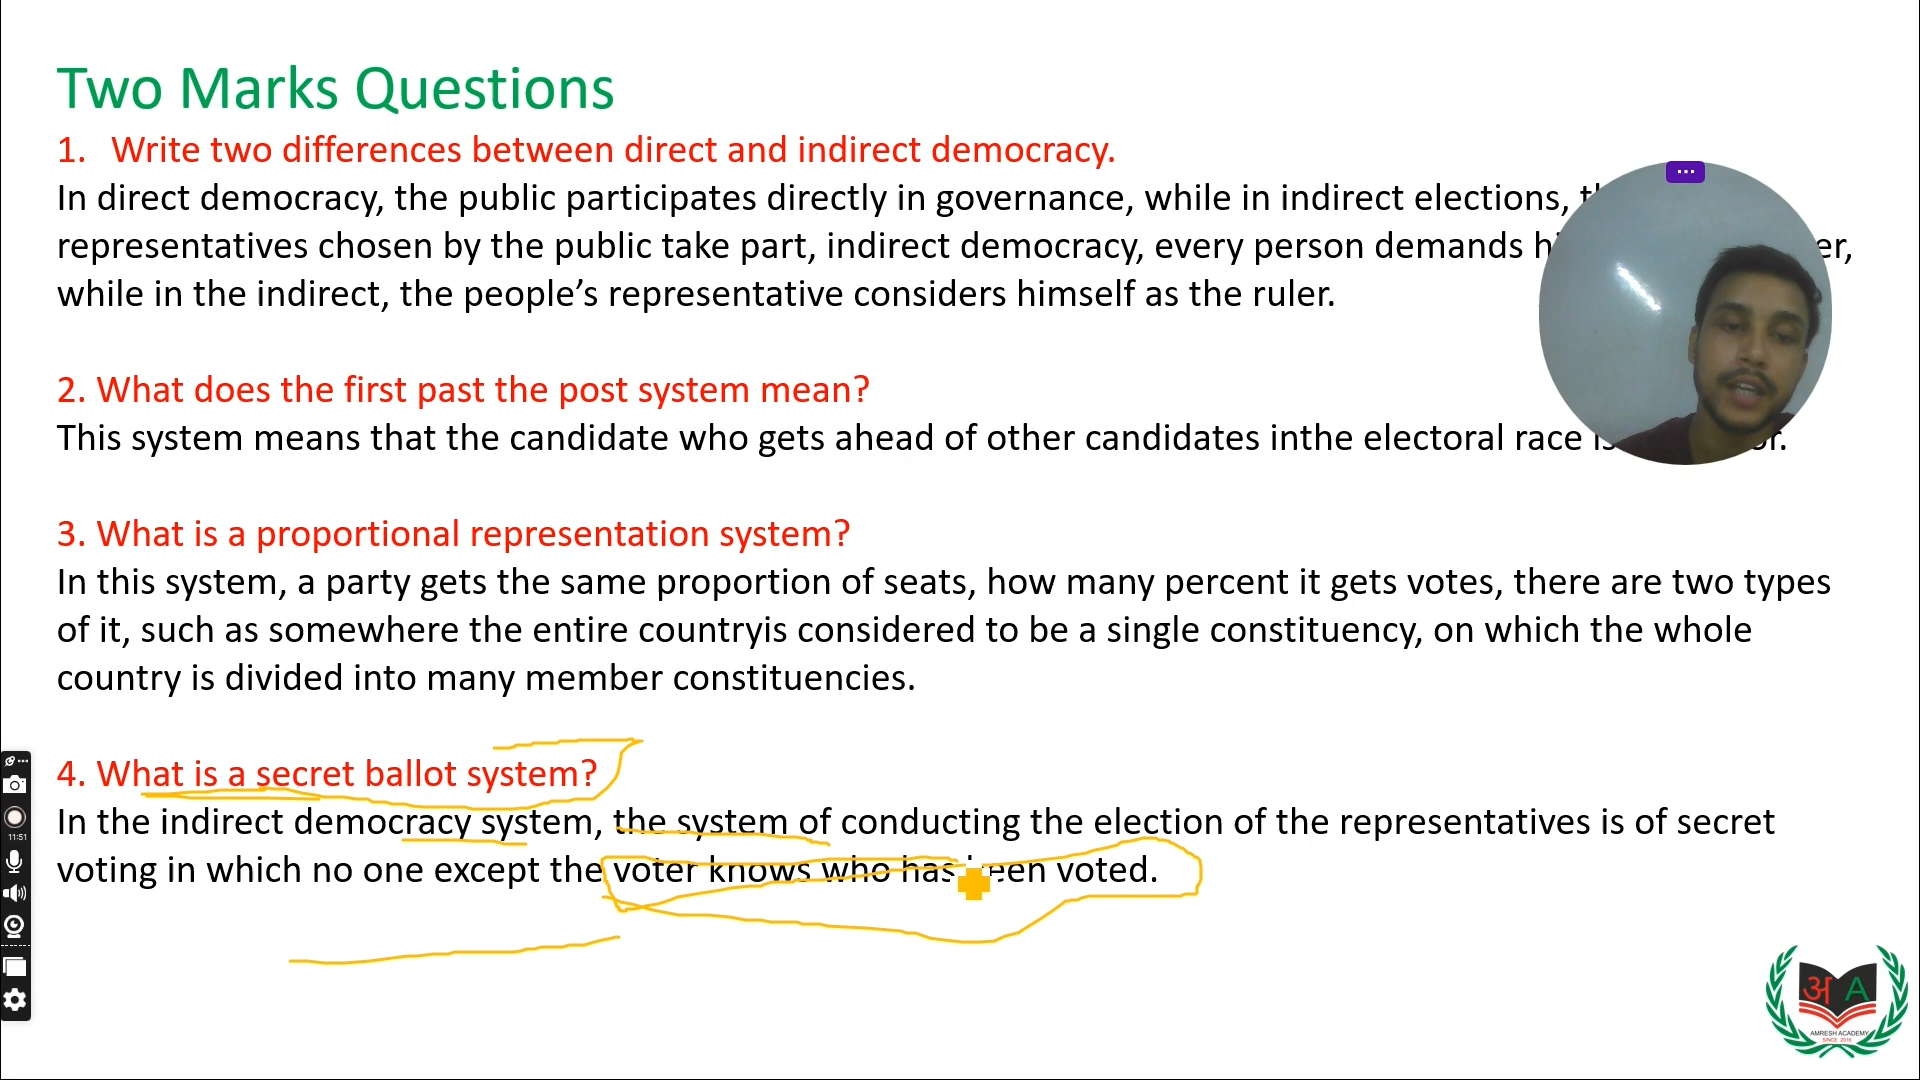 Two Marks Questions
1. Write two differences between direct and indirect democracy.
In direct democracy, the public participates directly in governance, while in indirect elections,
representatives chosen by the public take part, indirect democracy, every person demands
while in the indirect, the people’s representative considers himself as the ruler.
2. What does the first past the post system mean?
This system means that the candidate who gets ahead of other candidates inthe electoral race
3. What is a proportional representation system?
In this system, a party gets the same proportion of seats, how many percent it gets votes, there are two types
of it, such as somewhere the entire countryis considered to be a single constituency, on which the whole
country is divided into many member constituencies.
4. What is a secret ballot system?
In the indirect democracy system, the system of conducting the election of the representatives is of secret
voting in which no one except the voter knows who has been voted.
11:51
अ A
AMRESH ACADEMY
SINCE 2018